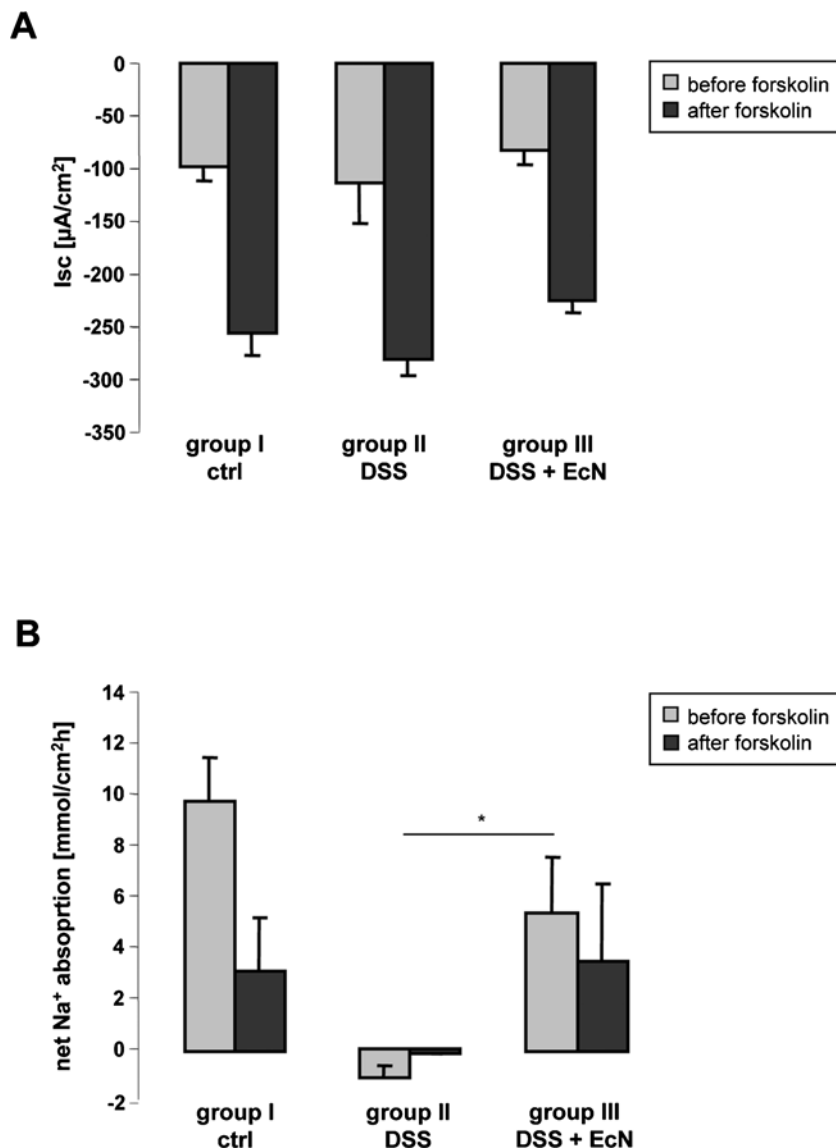 A
0
-50
-100
-150
-200
-250
-300
-350
Isc [µA/cm²]
before forskolin
after forskolin
group I
ctrl
group II
DSS
group III
DSS + EcN
B
14
12
10
8
6
4
2
0
-2
net Na⁺ absoprtion [mmol/cm²h]
before forskolin
after forskolin
*
group I
ctrl
group II
DSS
group III
DSS + EcN